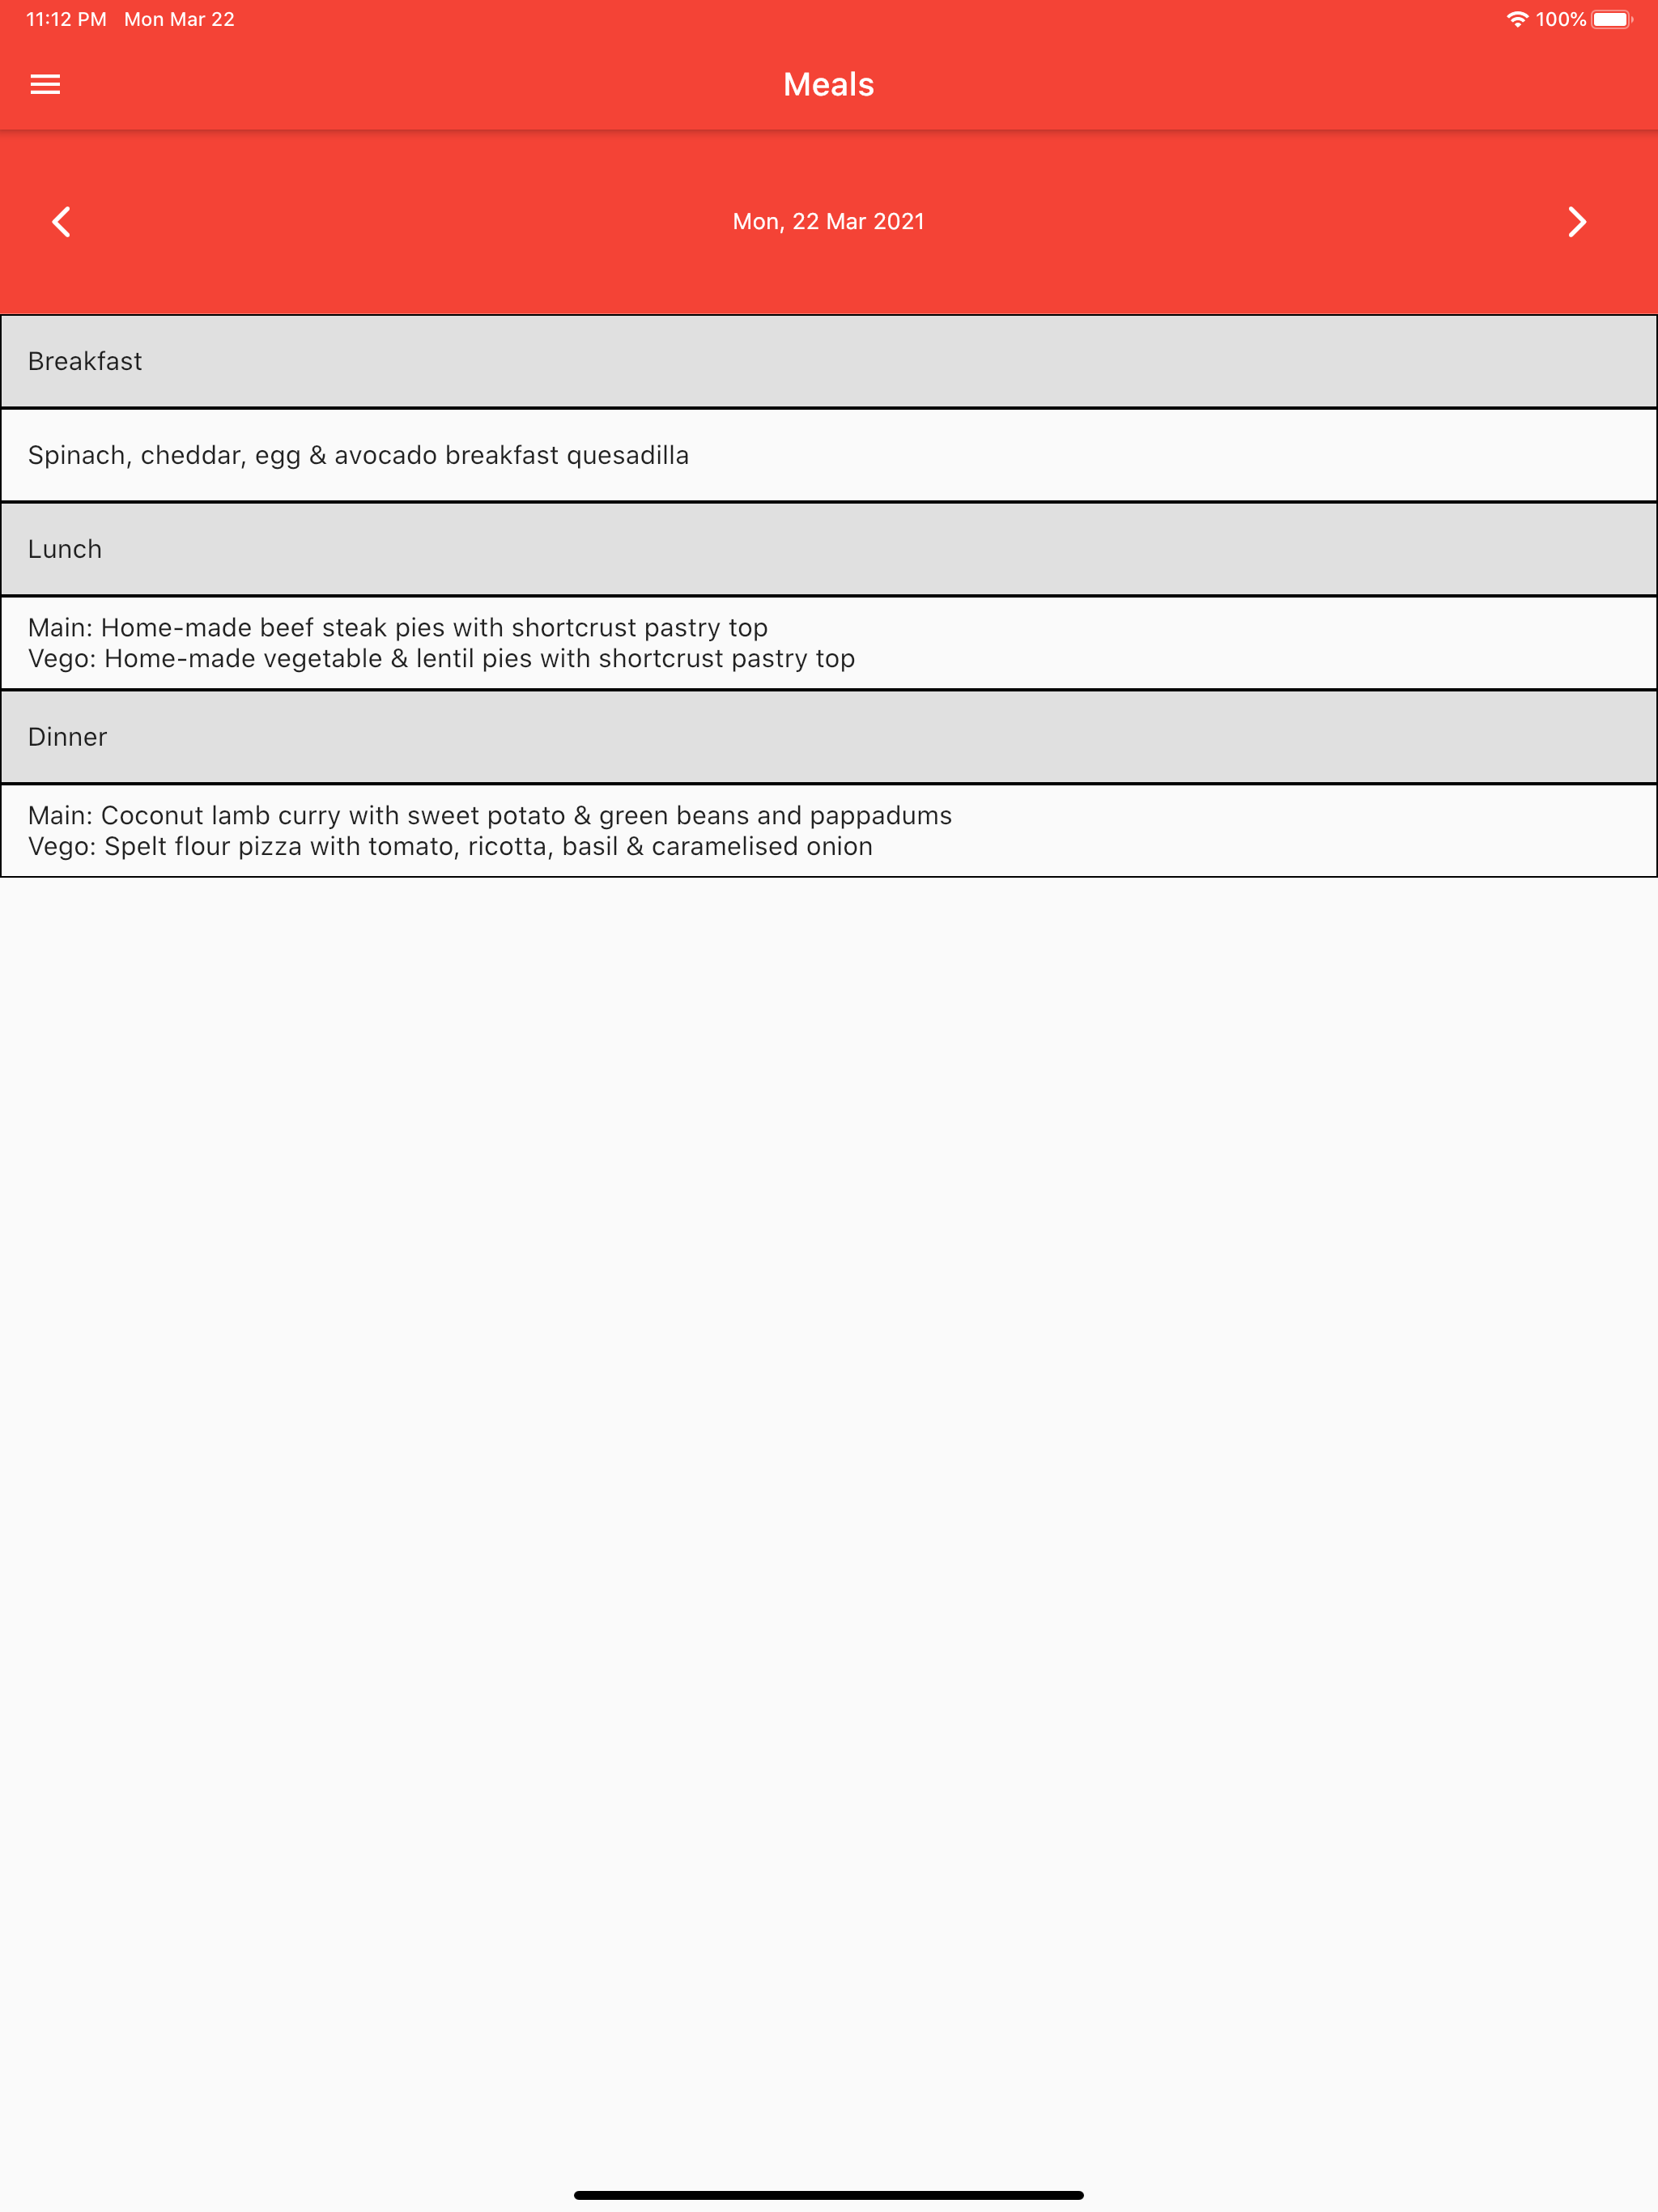 11:12 PM Mon Mar 22 100%
Meals
Mon, 22 Mar 2021
Breakfast
Spinach, cheddar, egg & avocado breakfast quesadilla
Lunch
Main: Home-made beef steak pies with shortcrust pastry top
Vego: Home-made vegetable & lentil pies with shortcrust pastry top
Dinner
Main: Coconut lamb curry with sweet potato & green beans and pappadums
Vego: Spelt flour pizza with tomato, ricotta, basil & caramelised onion